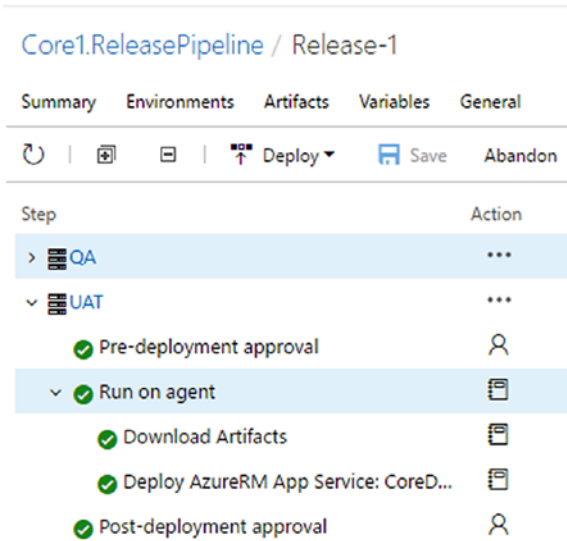 Core1.ReleasePipeline / Release-1
Summary Environments Artifacts Variables General
Deploy Save Abandon
Step Action
QA
UAT
Pre-deployment approval
Run on agent
Download Artifacts
Deploy AzureRM App Service: CoreD...
Post-deployment approval